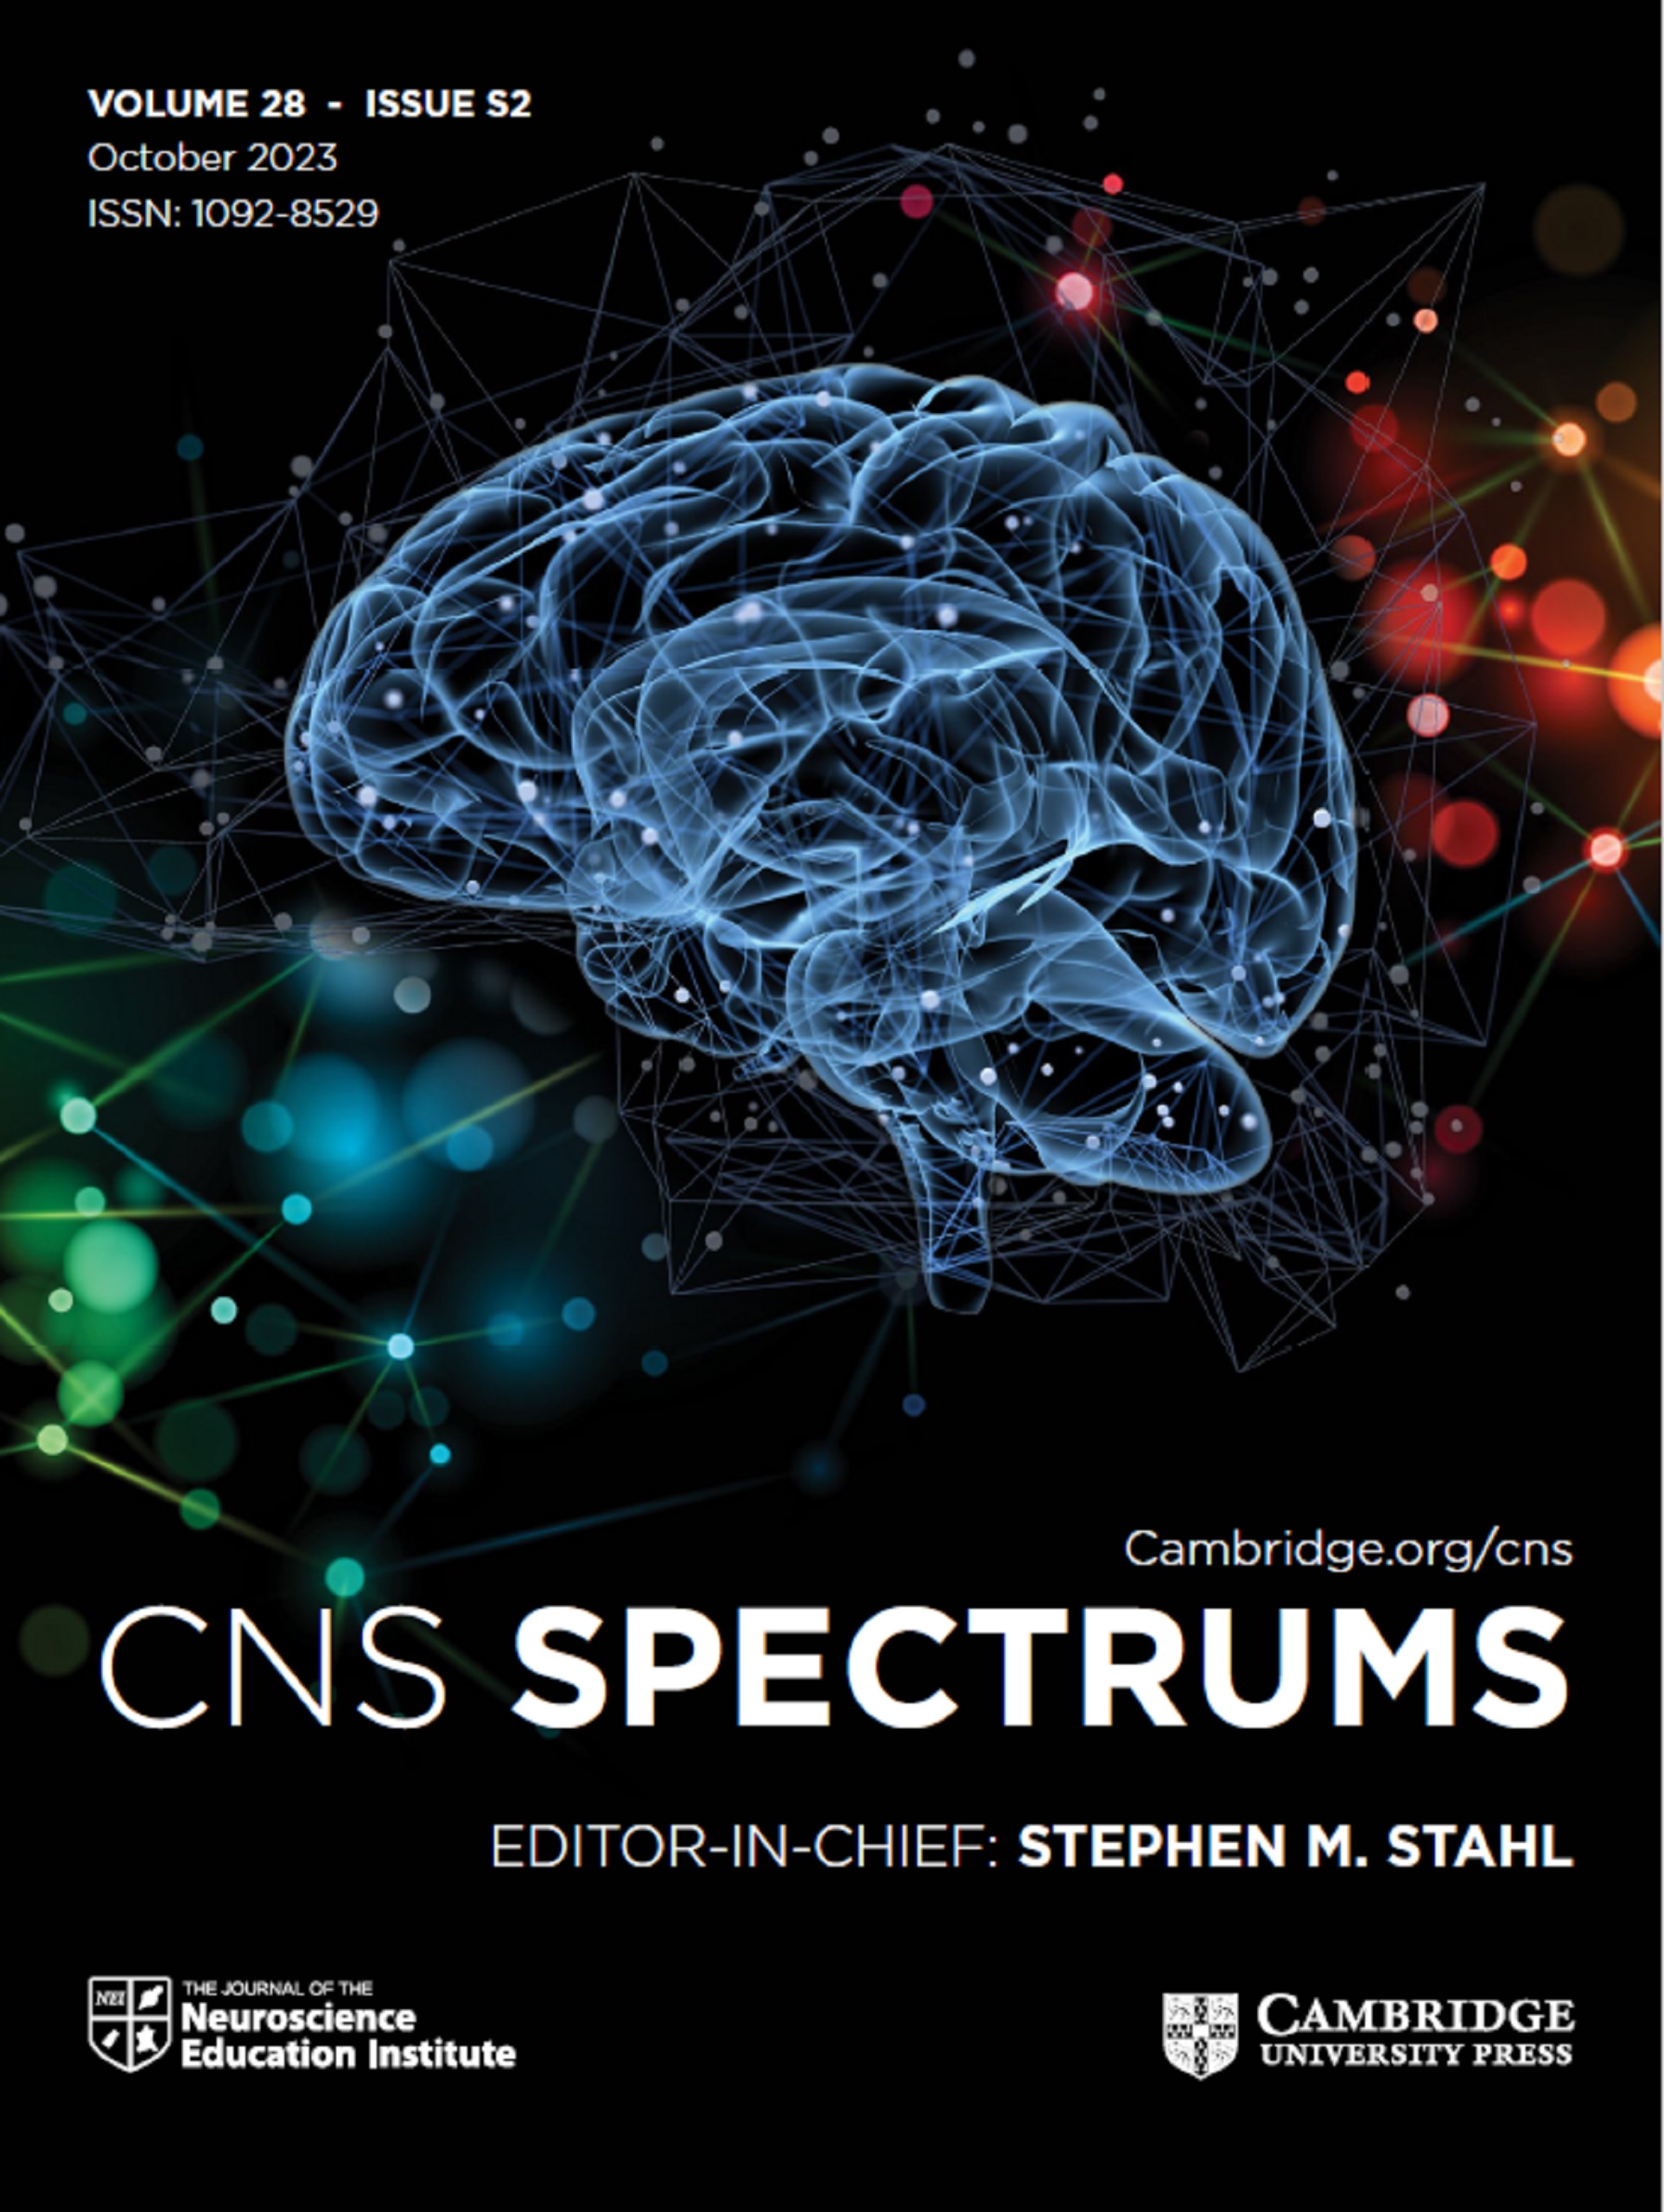 VOLUME 28 - ISSUE S2
October 2023
ISSN: 1092-8529
Cambridge.org/cns
CNS SPECTRUMS
EDITOR-IN-CHIEF: STEPHEN M. STAHL
NEI
THE JOURNAL OF THE
Neuroscience
Education Institute
CAMBRIDGE
UNIVERSITY PRESS